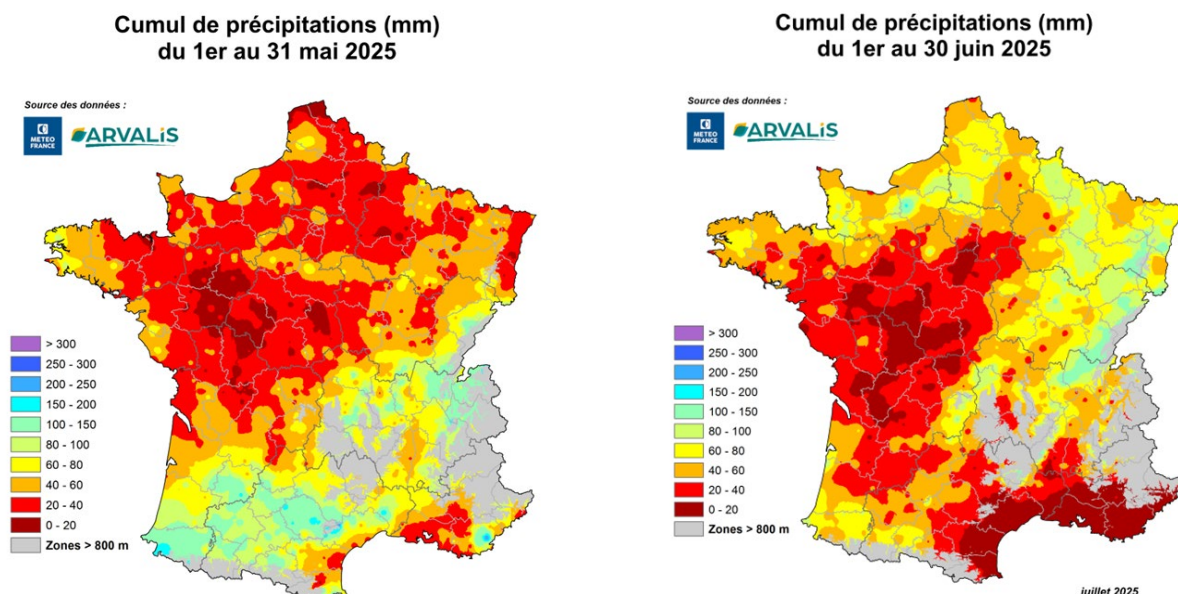 Cumul de précipitations (mm)
du 1er au 31 mai 2025
Source des données :
METEO
FRANCE
ARVALIS
> 300
250 - 300
200 - 250
150 - 200
100 - 150
80 - 100
60 - 80
40 - 60
20 - 40
0 - 20
Zones > 800 m
Cumul de précipitations (mm)
du 1er au 30 juin 2025
Source des données :
METEO
FRANCE
ARVALIS
> 300
250 - 300
200 - 250
150 - 200
100 - 150
80 - 100
60 - 80
40 - 60
20 - 40
0 - 20
Zones > 800 m
juillet 2025